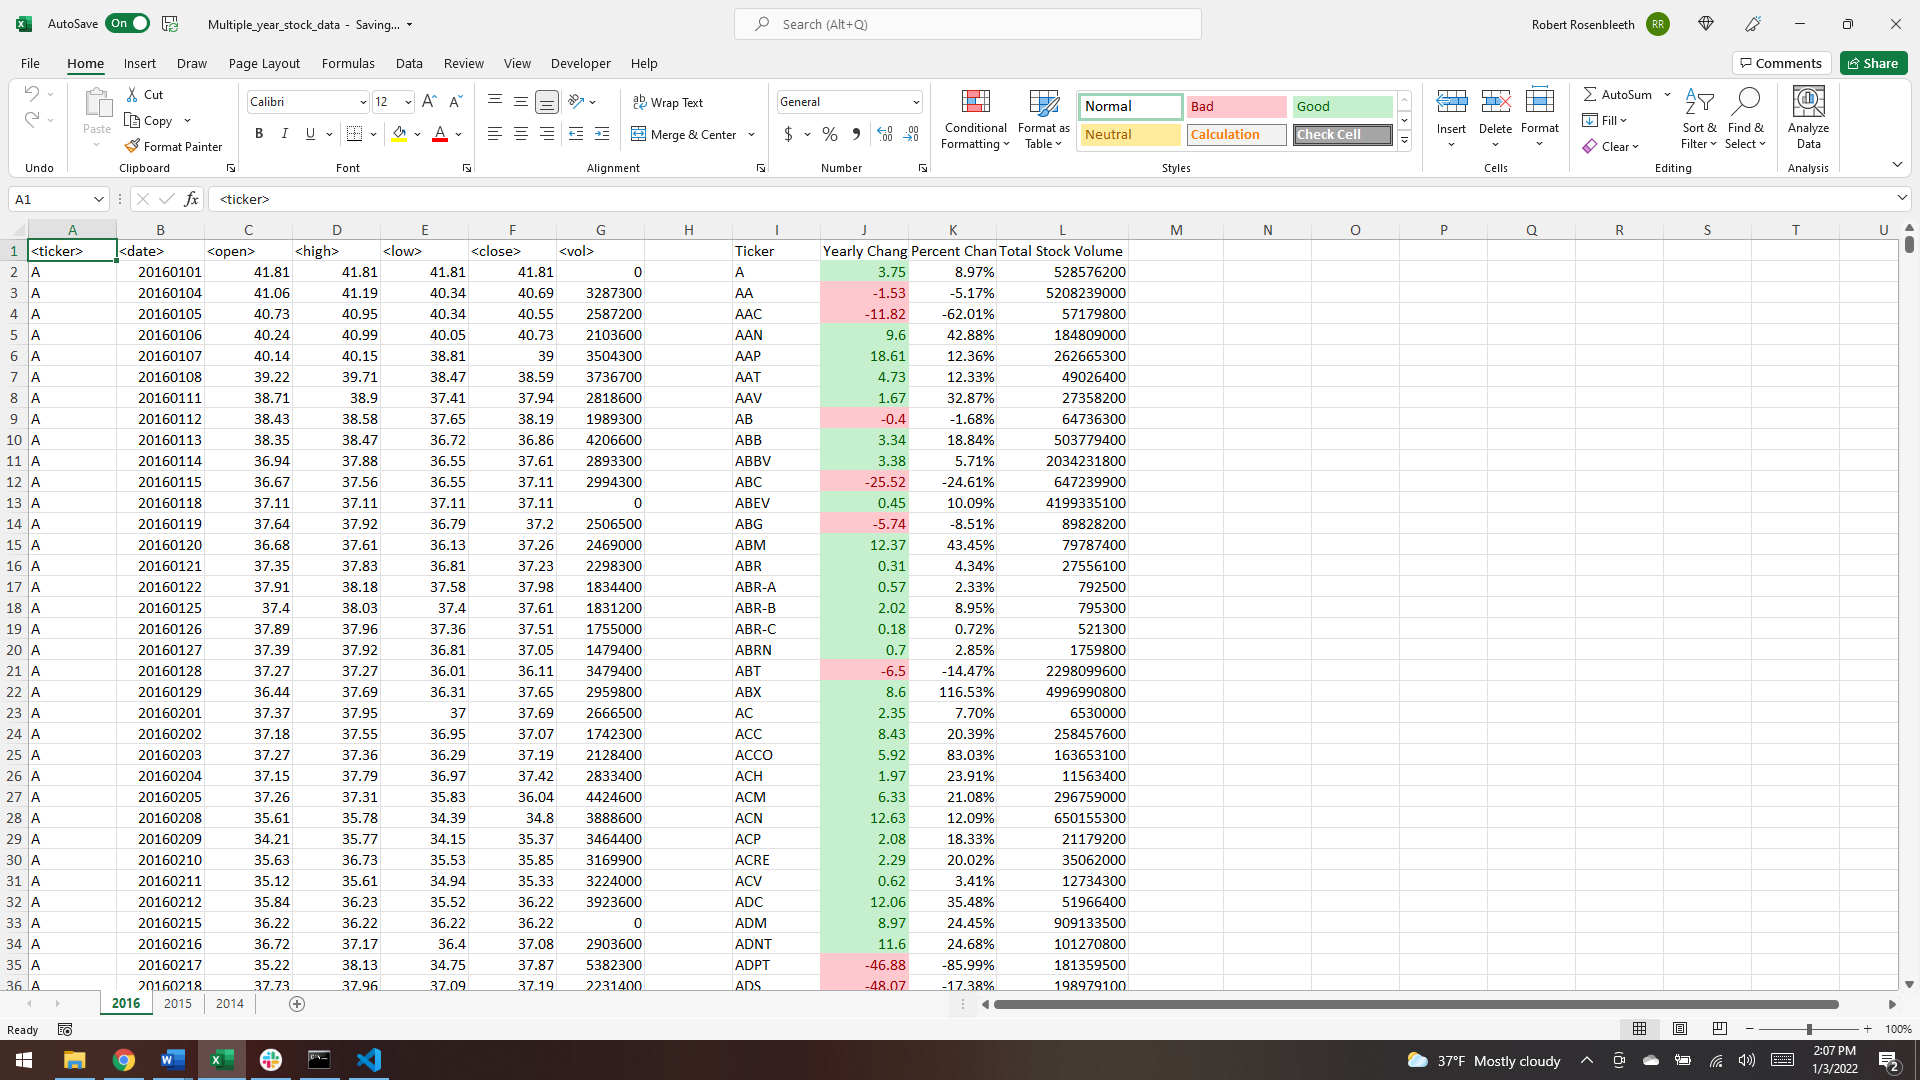 AutoSave On Multiple_year_stock_data - Saving... Search (Alt+Q) Robert Rosenbleeth RR
File Home Insert Draw Page Layout Formulas Data Review View Developer Help Comments Share
Undo
Paste Cut Copy Format Painter
Clipboard
Calibri 12
B I U A
Font
Wrap Text
Merge & Center
Alignment
General
$ % 9
Number
Conditional Formatting Format as Table
Normal Bad Good
Neutral Calculation Check Cell
Styles
Insert Delete Format
Cells
AutoSum Fill Clear
Sort & Filter Find & Select
Editing
Analyze Data
Analysis
A1 fx <ticker>
A B C D E F G H I J K L M N O P Q R S T U
1 <ticker> <date> <open> <high> <low> <close> <vol> Ticker Yearly Chang Percent Chan Total Stock Volume
2 A 20160101 41.81 41.81 41.81 41.81 0 A 3.75 8.97% 528576200
3 A 20160104 41.06 41.19 40.34 40.69 3287300 AA -1.53 -5.17% 5208239000
4 A 20160105 40.73 40.95 40.34 40.55 2587200 AAC -11.82 -62.01% 57179800
5 A 20160106 40.24 40.99 40.05 40.73 2103600 AAN 9.6 42.88% 184809000
6 A 20160107 40.14 40.15 38.81 39 3504300 AAP 18.61 12.36% 262665300
7 A 20160108 39.22 39.71 38.47 38.59 3736700 AAT 4.73 12.33% 49026400
8 A 20160111 38.71 38.9 37.41 37.94 2818600 AAV 1.67 32.87% 27358200
9 A 20160112 38.43 38.58 37.65 38.19 1989300 AB -0.4 -1.68% 64736300
10 A 20160113 38.35 38.47 36.72 36.86 4206600 ABB 3.34 18.84% 503779400
11 A 20160114 36.94 37.88 36.55 37.61 2893300 ABBV 3.38 5.71% 2034231800
12 A 20160115 36.67 37.56 36.55 37.11 2994300 ABC -25.52 -24.61% 647239900
13 A 20160118 37.11 37.11 37.11 37.11 0 ABEV 0.45 10.09% 4199335100
14 A 20160119 37.64 37.92 36.79 37.2 2506500 ABG -5.74 -8.51% 89828200
15 A 20160120 36.68 37.61 36.13 37.26 2469000 ABM 12.37 43.45% 79787400
16 A 20160121 37.35 37.83 36.81 37.23 2298300 ABR 0.31 4.34% 27556100
17 A 20160122 37.91 38.18 37.58 37.98 1834400 ABR-A 0.57 2.33% 792500
18 A 20160125 37.4 38.03 37.4 37.61 1831200 ABR-B 2.02 8.95% 795300
19 A 20160126 37.89 37.96 37.36 37.51 1755000 ABR-C 0.18 0.72% 521300
20 A 20160127 37.39 37.92 36.81 37.05 1479400 ABRN 0.7 2.85% 1759800
21 A 20160128 37.27 37.27 36.01 36.11 3479400 ABT -6.5 -14.47% 2298099600
22 A 20160129 36.44 37.69 36.31 37.65 2959800 ABX 8.6 116.53% 4996990800
23 A 20160201 37.37 37.95 37 37.69 2666500 AC 2.35 7.70% 6530000
24 A 20160202 37.18 37.55 36.95 37.07 1742300 ACC 8.43 20.39% 258457600
25 A 20160203 37.27 37.36 36.29 37.19 2128400 ACCO 5.92 83.03% 163653100
26 A 20160204 37.15 37.79 36.97 37.42 2833400 ACH 1.97 23.91% 11563400
27 A 20160205 37.26 37.31 35.83 36.04 4424600 ACM 6.33 21.08% 296759000
28 A 20160208 35.61 35.78 34.39 34.8 3888600 ACN 12.63 12.09% 650155300
29 A 20160209 34.21 35.77 34.15 35.37 3464400 ACP 2.08 18.33% 21179200
30 A 20160210 35.63 36.73 35.53 35.85 3169900 ACRE 2.29 20.02% 35062000
31 A 20160211 35.12 35.61 34.94 35.33 3224000 ACV 0.62 3.41% 12734300
32 A 20160212 35.84 36.23 35.52 36.22 3923600 ADC 12.06 35.48% 51966400
33 A 20160215 36.22 36.22 36.22 36.22 0 ADM 8.97 24.45% 909133500
34 A 20160216 36.72 37.17 36.4 37.08 2903600 ADNT 11.6 24.68% 101270800
35 A 20160217 35.22 38.13 34.75 37.87 5382300 ADPT -46.88 -85.99% 181359500
36 A 20160218 37.73 37.96 37.09 37.19 2231400 ADS -48.07 -17.38% 198979100
2016 2015 2014
Ready 100%
37°F Mostly cloudy 2:07 PM
1/3/2022 2